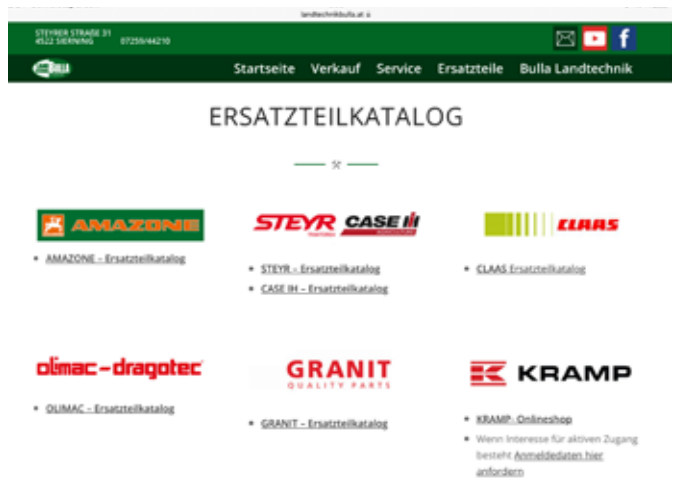 landtechnikbulla.at
STEYRER STRAßE 31
4522 SIERNING 07259/44210
f
BULLA Startseite Verkauf Service Ersatzteile Bulla Landtechnik
ERSATZTEILKATALOG
AMAZONE
STEYR CASE IH
CLAAS
AMAZONE – Ersatzteilkatalog
STEYR – Ersatzteilkatalog
CASE IH – Ersatzteilkatalog
CLAAS Ersatzteilkatalog
olimac-dragotec
GRANIT
QUALITY PARTS
KRAMP
OLIMAC – Ersatzteilkatalog
GRANIT – Ersatzteilkatalog
KRAMP- Onlineshop
Wenn Interesse für aktiven Zugang
besteht Anmeldedaten hier
anfordern